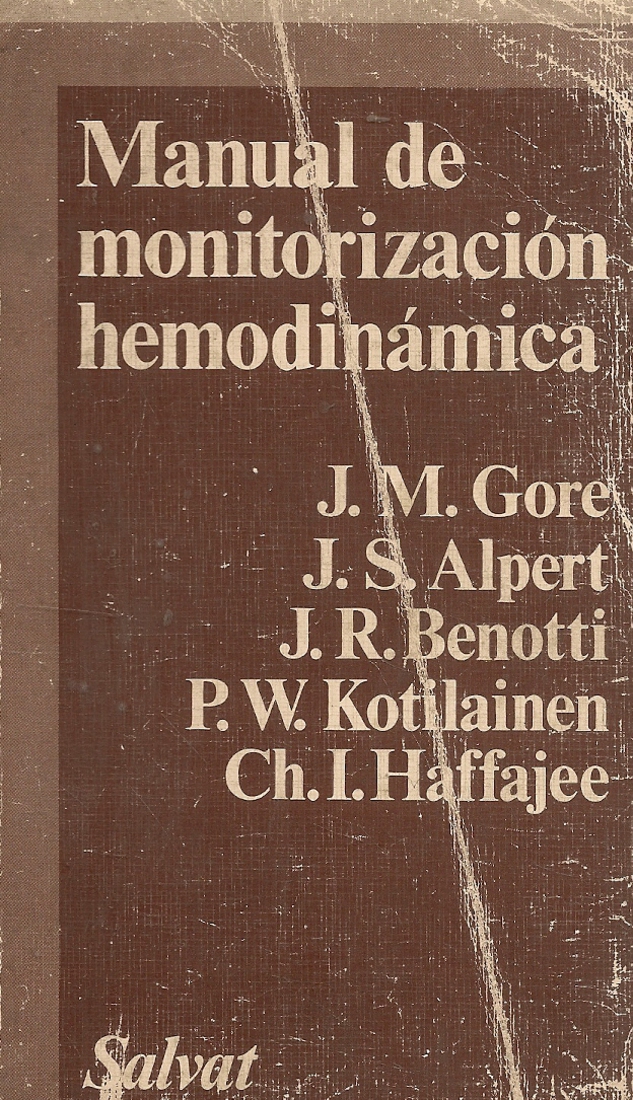 Manual de
monitorización
hemodinámica
J. M. Gore
J. S. Alpert
J. R. Benotti
P. W. Kotilainen
Ch. I. Haffajee
Salvat